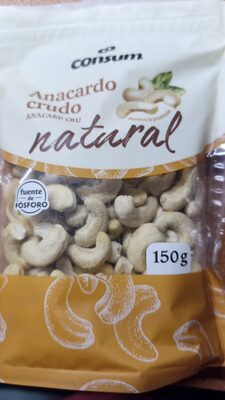 consum
Anacardo
crudo
ANACARD CRU
natural
fuente
de
FÓSFORO
150g